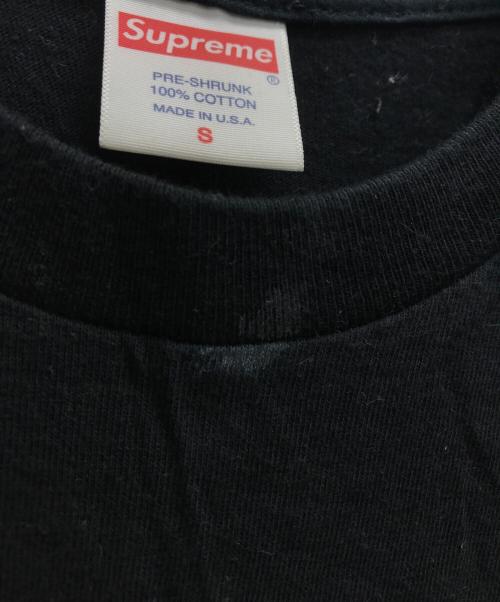 Supreme
®
PRE-SHRUNK
100% COTTON
MADE IN U.S.A.
S